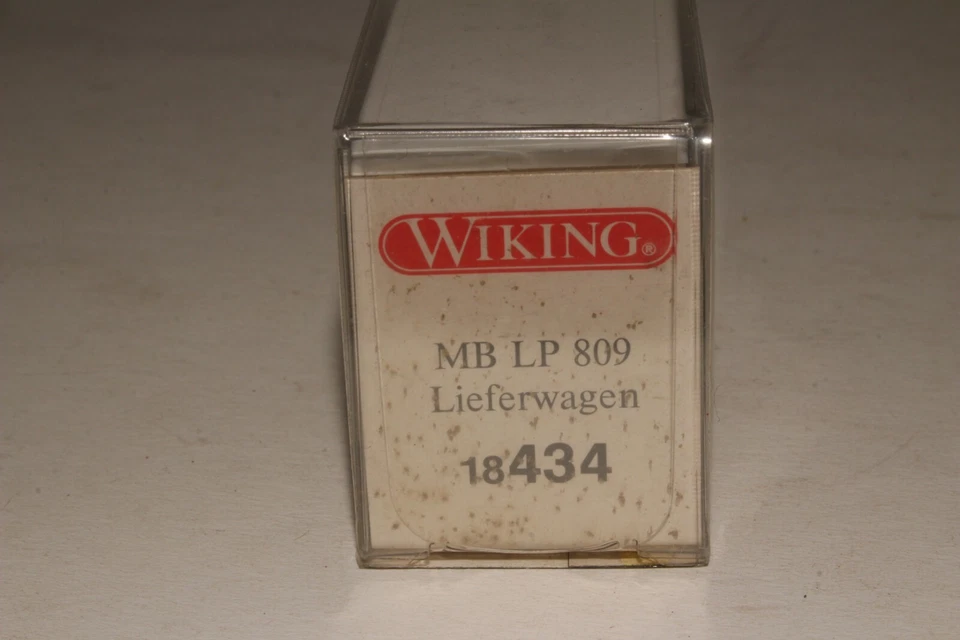 WIKING®
MB LP 809
Lieferwagen
18434